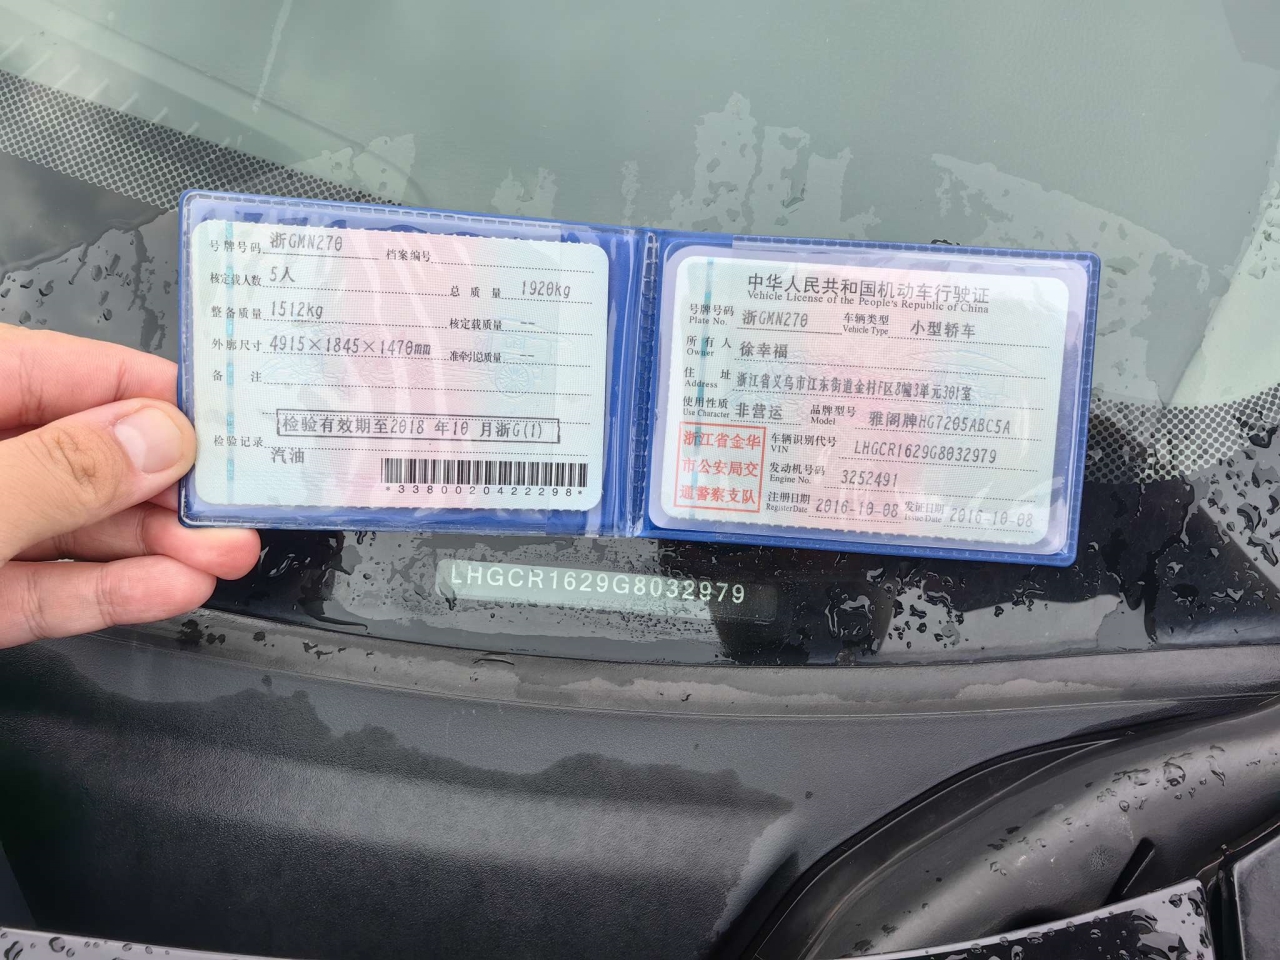 号牌号码 浙GMN270 档案编号
核定载人数 5人 总质量 1920kg
整备质量 1512kg 核定载质量 --
外廓尺寸 4915×1845×1470mm 准牵引总质量 --
备注
检验有效期至2018 年10 月浙G(1)
检验记录
汽油
*3380020422298*
中华人民共和国机动车行驶证
Vehicle License of the People's Republic of China
号牌号码 浙GMN270 车辆类型 小型轿车
Plate No. Vehicle Type
所有人 徐幸福
Owner
住址 浙江省义乌市江东街道金村F区8幢3单元301室
Address
使用性质 非营运 品牌型号 雅阁牌HG7205ABC5A
Use Character Model
浙江省金华
市公安局交
通警察支队
车辆识别代号 LHGCR1629G8032979
VIN
发动机号码 3252491
Engine No.
注册日期 2016-10-08 发证日期 2016-10-08
Register Date Issue Date
LHGCR1629G8032979